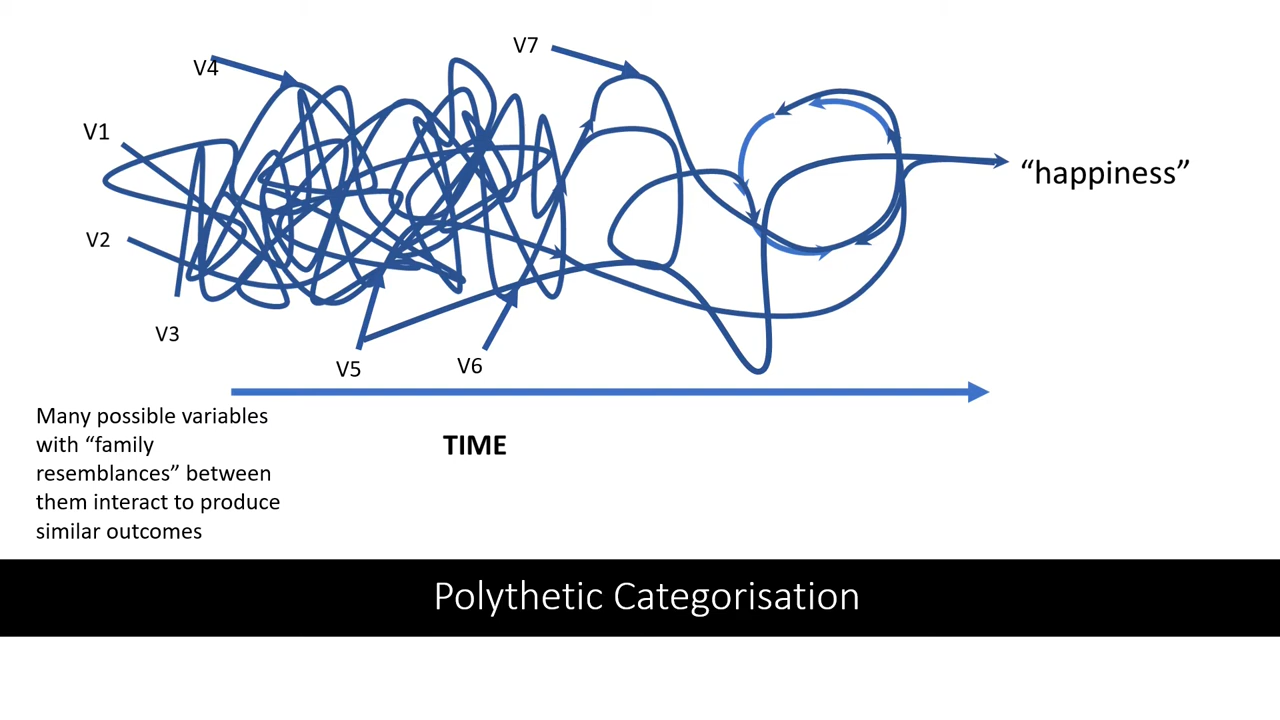 V7
V4
V1
"happiness"
V2
V3
V5
V6
Many possible variables
with “family
resemblances” between
them interact to produce
similar outcomes
TIME
Polythetic Categorisation